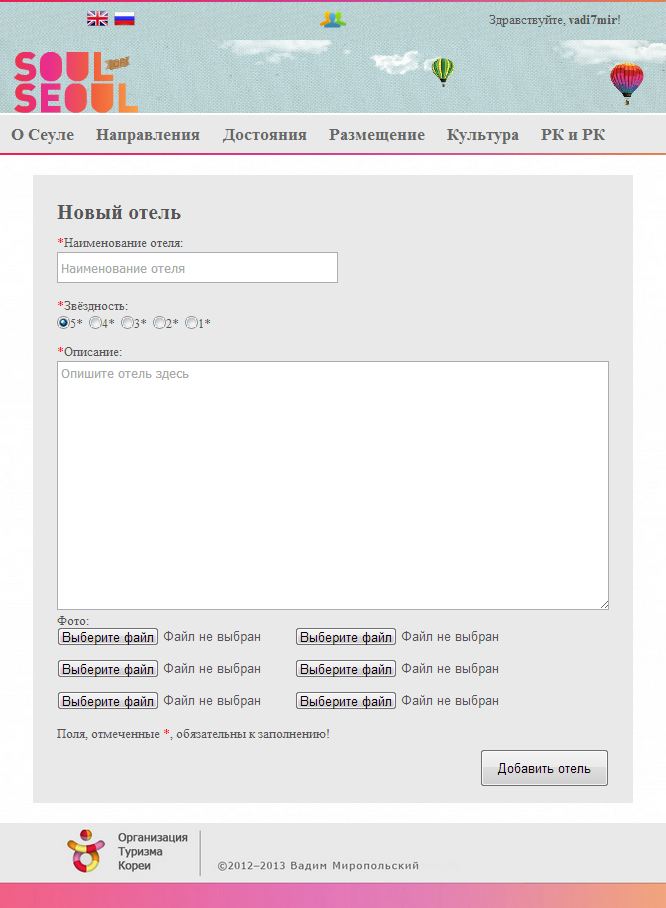 Здравствуйте, vadi7mir!
SOUL
SEOUL
О Сеуле Направления Достояния Размещение Культура РК и РК
Новый отель
*Наименование отеля:
Наименование отеля
*Звёздность:
5* 4* 3* 2* 1*
*Описание:
Опишите отель здесь
Фото:
Выберите файл Файл не выбран Выберите файл Файл не выбран
Выберите файл Файл не выбран Выберите файл Файл не выбран
Выберите файл Файл не выбран Выберите файл Файл не выбран
Поля, отмеченные *, обязательны к заполнению!
Добавить отель
Организация
Туризма
Кореи
©2012–2013 Вадим Миропольский